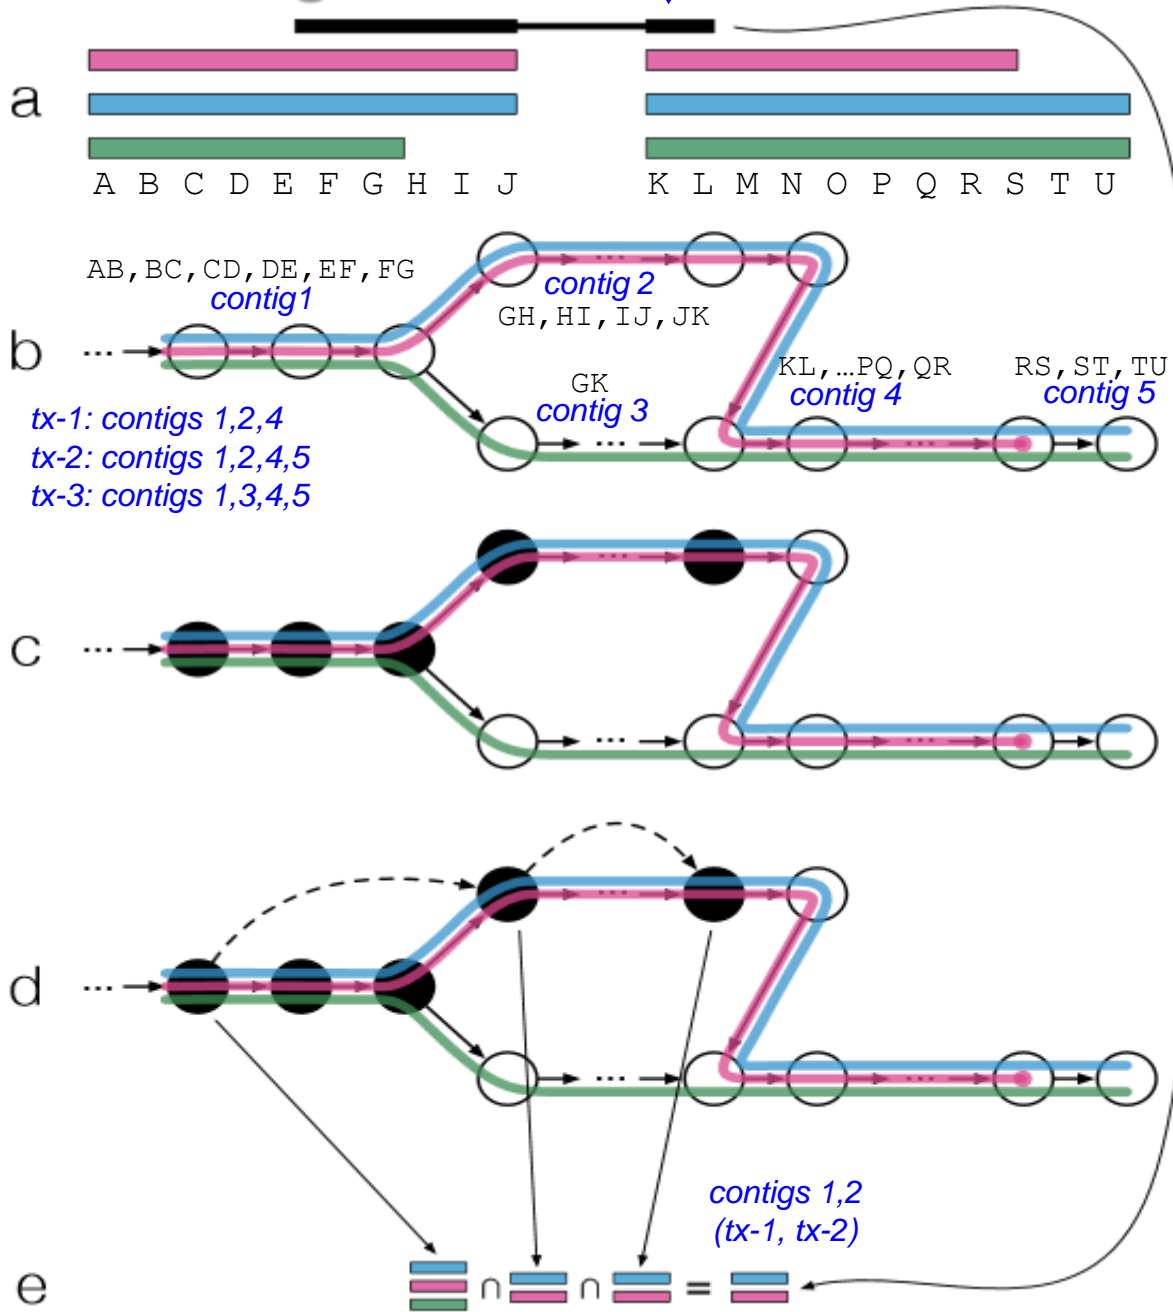 a
A B C D E F G H I J K L M N O P Q R S T U
AB,BC,CD,DE,EF,FG
contig1
contig 2
GH,HI,IJ,JK
b
...
...
GK
contig 3
KL,…PQ,QR
contig 4
RS,ST,TU
contig 5
...
...
tx-1: contigs 1,2,4
tx-2: contigs 1,2,4,5
tx-3: contigs 1,3,4,5
c
...
...
...
...
d
...
...
...
...
contigs 1,2
(tx-1, tx-2)
e
∩ ∩ =